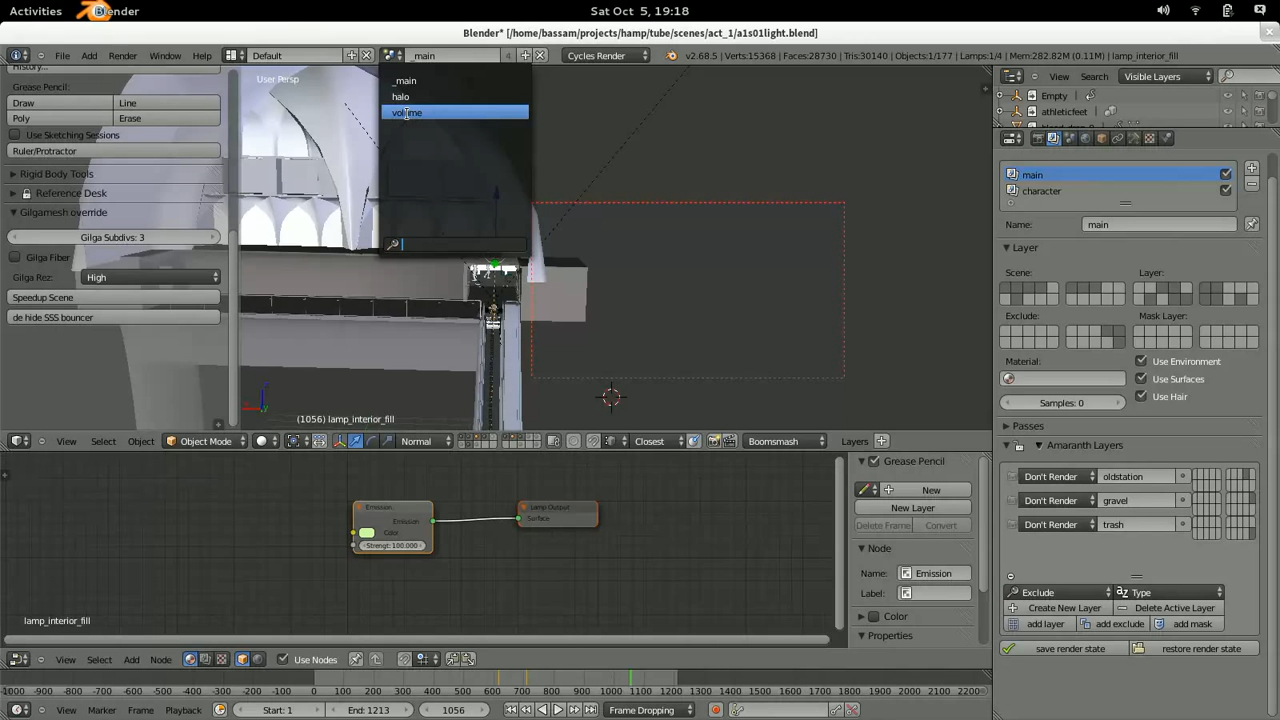 Activities Blender Sat Oct 5, 19:18
Blender* [/home/bassam/projects/hamp/tube/scenes/act_1/a1s01light.blend]
File Add Render Window Help Default _main Cycles Render v2.68.5 | Verts:15368 | Faces:28730 | Tris:30140 | Objects:1/177 | Lamps:1/4 | Mem:282.82M (0.11M) | lamp_interior_fill
History...
Grease Pencil:
Draw Line
Poly Erase
Use Sketching Sessions
Ruler/Protractor
Rigid Body Tools
Reference Desk
Gilgamesh override
Gilga Subdivs: 3
Gilga Fiber
Gilga Rez: High
Speedup Scene
de hide SSS bouncer
User Persp
_main
halo
volume
(1056) lamp_interior_fill
View Select Object Object Mode Normal Closest Boomsmash Layers
View Search Visible Layers
Empty
athleticfeet
main
character
Name: main
Layer
Scene: Layer:
Exclude: Mask Layer:
Material: Use Environment
Use Surfaces
Use Hair
Samples: 0
Passes
Amaranth Layers
Don't Render oldstation
Don't Render gravel
Don't Render trash
Exclude Type
Create New Layer Delete Active Layer
add layer add exclude add mask
save render state restore render state
Emission
Emission
Color
Strengt: 100.000
Lamp Output
Surface
lamp_interior_fill
Grease Pencil
New
New Layer
Delete Frame Convert
Node
Name: Emission
Label:
Color
Properties
View Select Add Node Use Nodes
-1000 -900 -800 -700 -600 -500 -400 -300 -200 -100 0 100 200 300 400 500 600 700 800 900 1000 1100 1200 1300 1400 1500 1600 1700 1800 1900 2000 2100 2200
View Marker Frame Playback Start: 1 End: 1213 1056 Frame Dropping